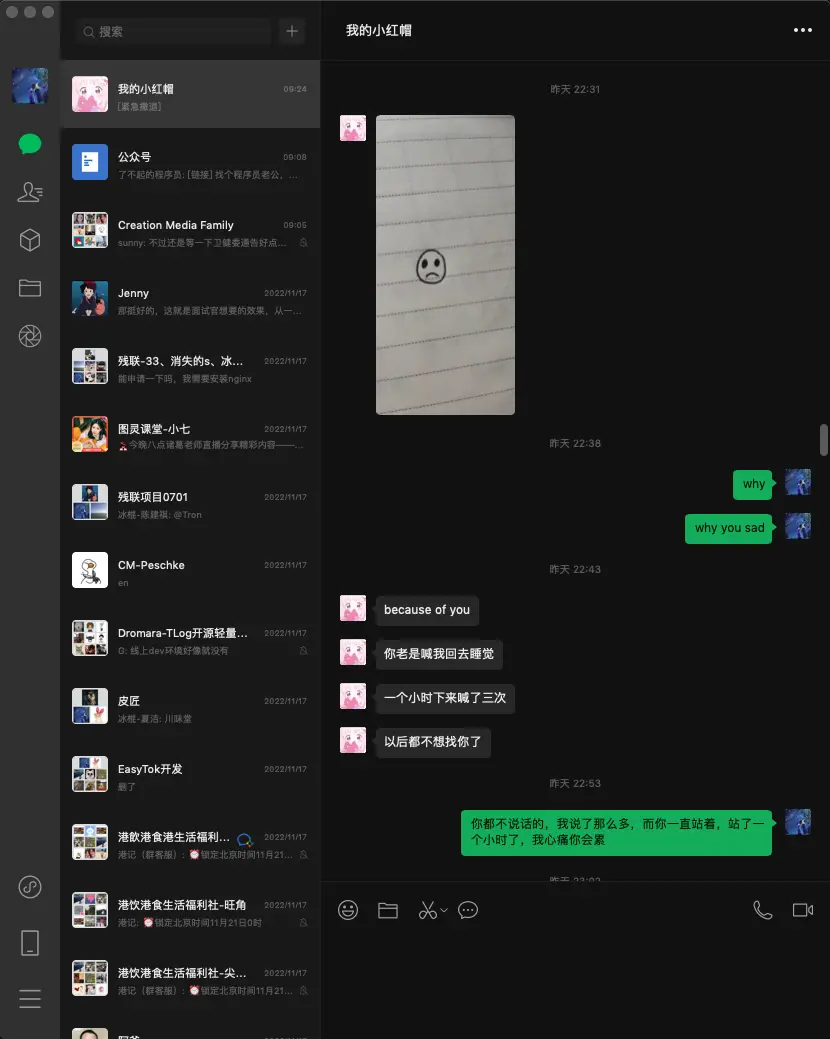 搜索
我的小红帽
09:24
[紧急撤道]
公众号
09:08
了不起的程序员: [链接] 找个程序员老公，...
Creation Media Family
09:05
sunny: 不过还是等一下卫健委通告好点...
Jenny
2022/11/17
那挺好的，这就是面试官想要的效果，从一...
残联-33、消失的s、冰...
2022/11/17
能申请一下吗，我需要安装nginx
图灵课堂-小七
2022/11/17
今晚八点诸葛老师直播分享精彩内容——...
残联项目0701
2022/11/17
冰棍-陈建祺: @Tron
CM-Peschke
2022/11/17
en
Dromara-TLog开源轻量...
2022/11/17
G: 线上dev环境好像就没有
皮匠
2022/11/17
冰棍-夏洁: 川味堂
EasyTok开发
2022/11/17
删了
港饮港食港生活福利...
2022/11/17
港记（群客服）: ⏰锁定北京时间11月21...
港饮港食生活福利社-旺角
2022/11/17
港记: ⏰锁定北京时间11月21日0时
港饮港食生活福利社-尖...
2022/11/17
港记（群客服）: ⏰锁定北京时间11月21...
我的小红帽
昨天 22:31
昨天 22:38
why
why you sad
昨天 22:43
because of you
你老是喊我回去睡觉
一个小时下来喊了三次
以后都不想找你了
昨天 22:53
你都不说话的，我说了那么多，而你一直站着，站了一
个小时了，我心痛你会累
昨天 23:02